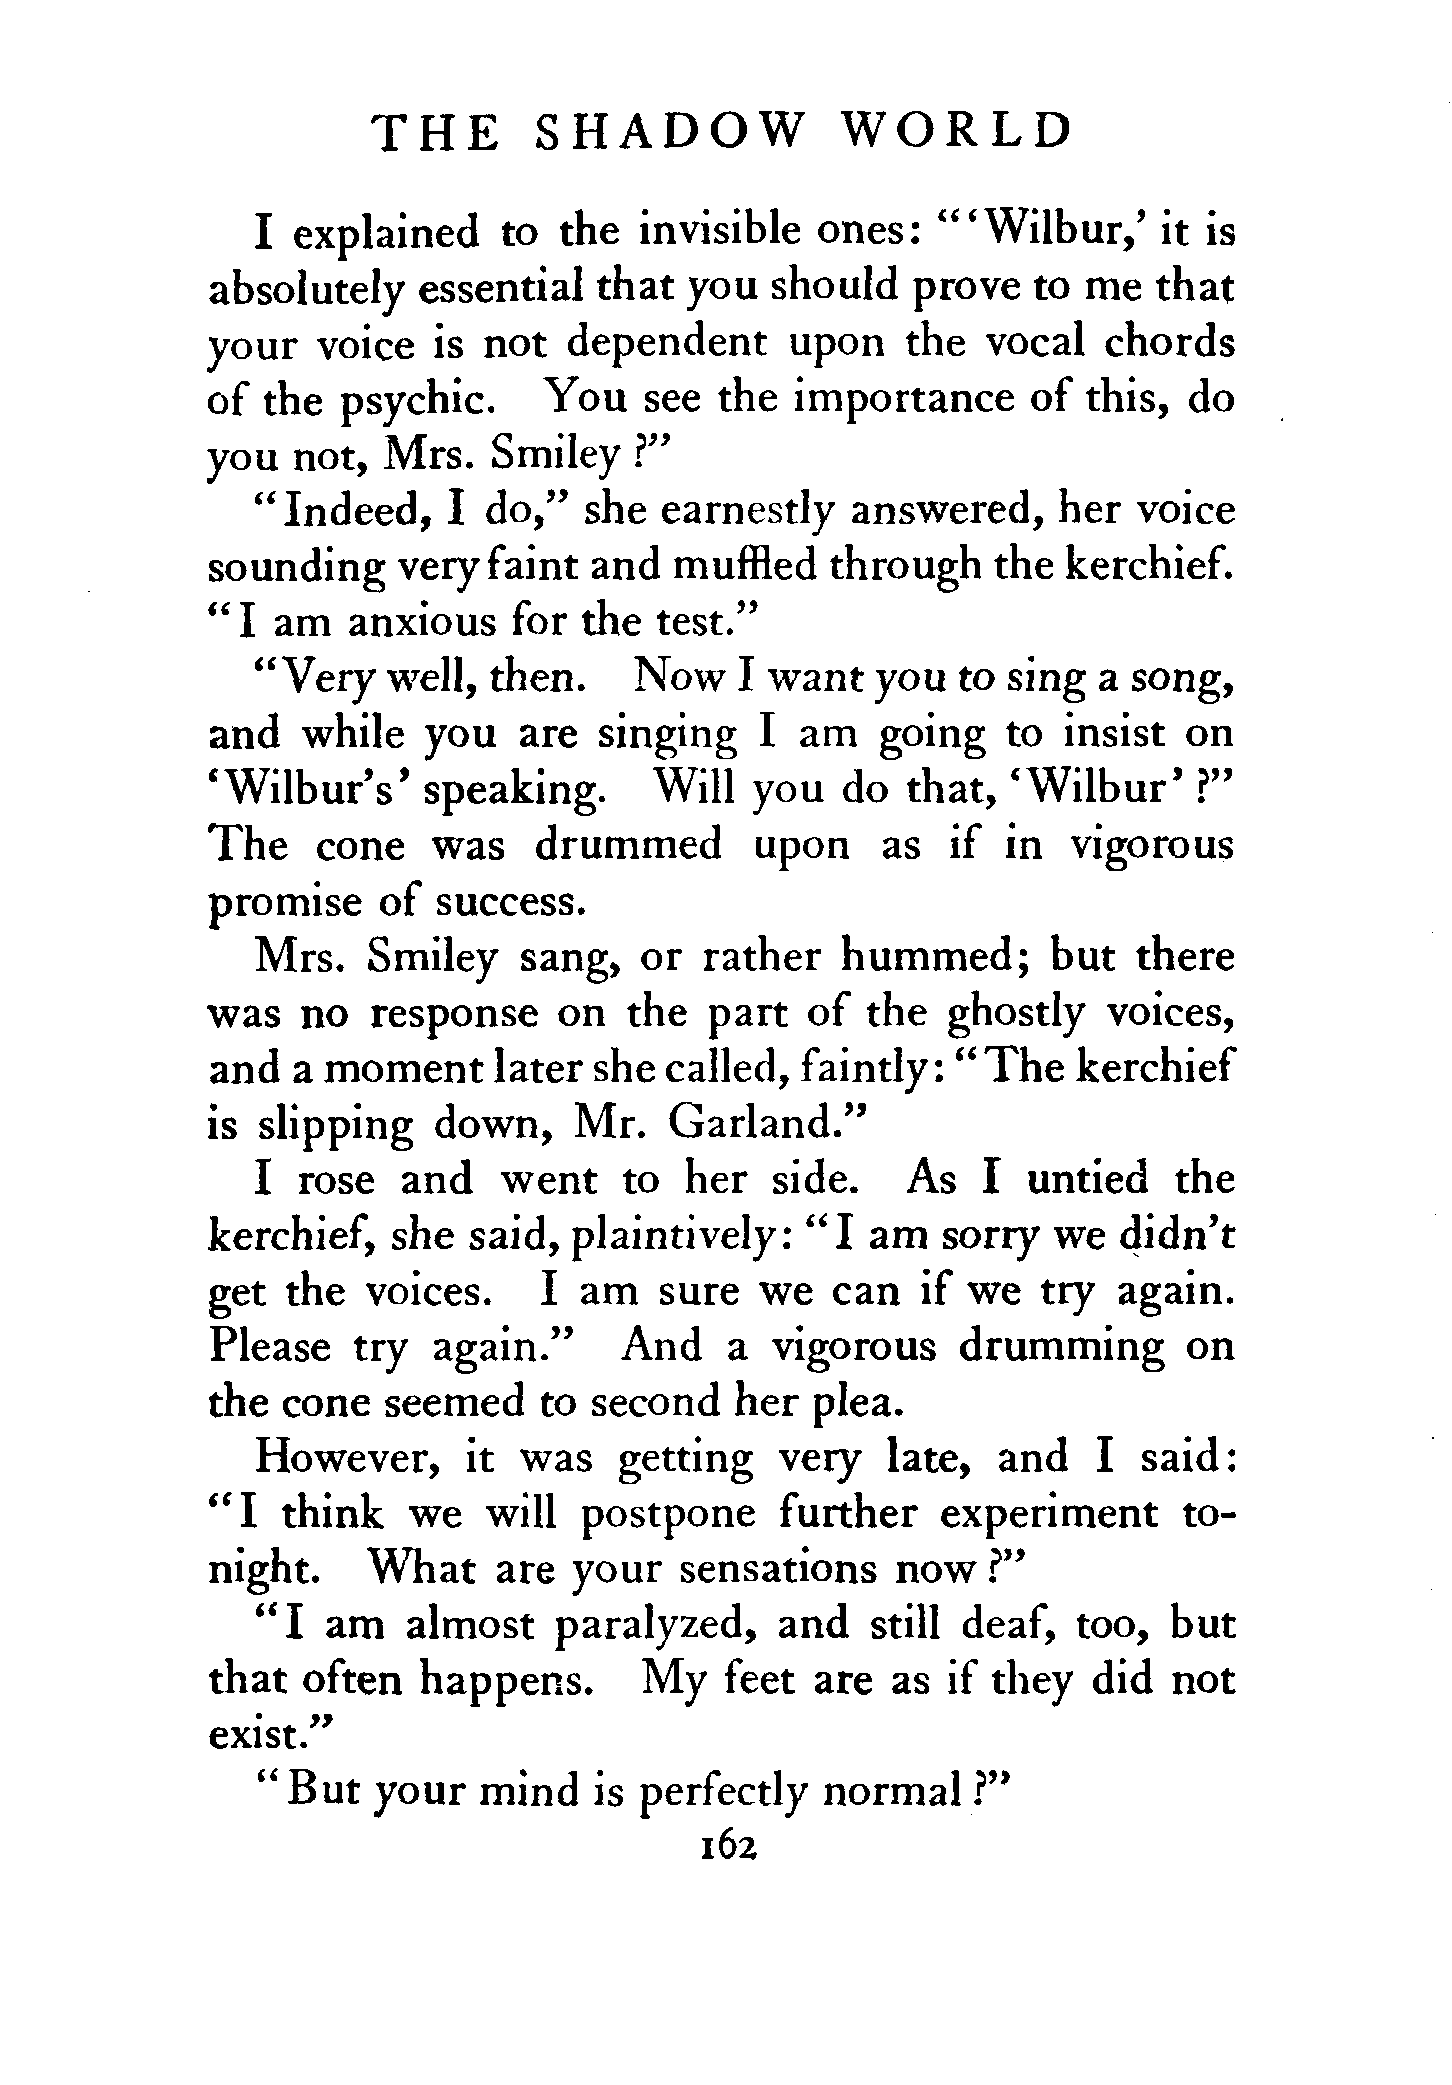 THE SHADOW WORLD
I explained to the invisible ones: "'Wilbur,' it is
absolutely essential that you should prove to me that
your voice is not dependent upon the vocal chords
of the psychic. You see the importance of this, do
you not, Mrs. Smiley?"
"Indeed, I do," she earnestly answered, her voice
sounding very faint and muffled through the kerchief.
"I am anxious for the test."
"Very well, then. Now I want you to sing a song,
and while you are singing I am going to insist on
'Wilbur's' speaking. Will you do that, 'Wilbur'?"
The cone was drummed upon as if in vigorous
promise of success.
Mrs. Smiley sang, or rather hummed; but there
was no response on the part of the ghostly voices,
and a moment later she called, faintly: "The kerchief
is slipping down, Mr. Garland."
I rose and went to her side. As I untied the
kerchief, she said, plaintively: "I am sorry we didn't
get the voices. I am sure we can if we try again.
Please try again." And a vigorous drumming on
the cone seemed to second her plea.
However, it was getting very late, and I said:
"I think we will postpone further experiment to-
night. What are your sensations now?"
"I am almost paralyzed, and still deaf, too, but
that often happens. My feet are as if they did not
exist."
"But your mind is perfectly normal?"
162